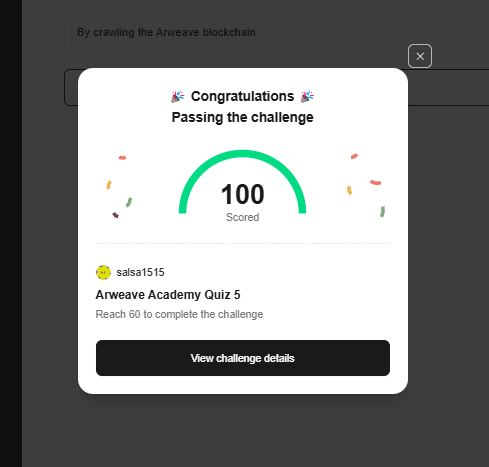 By crawling the Arweave blockchain.
🎉 Congratulations 🎉
Passing the challenge
100
Scored
salsa1515
Arweave Academy Quiz 5
Reach 60 to complete the challenge
View challenge details